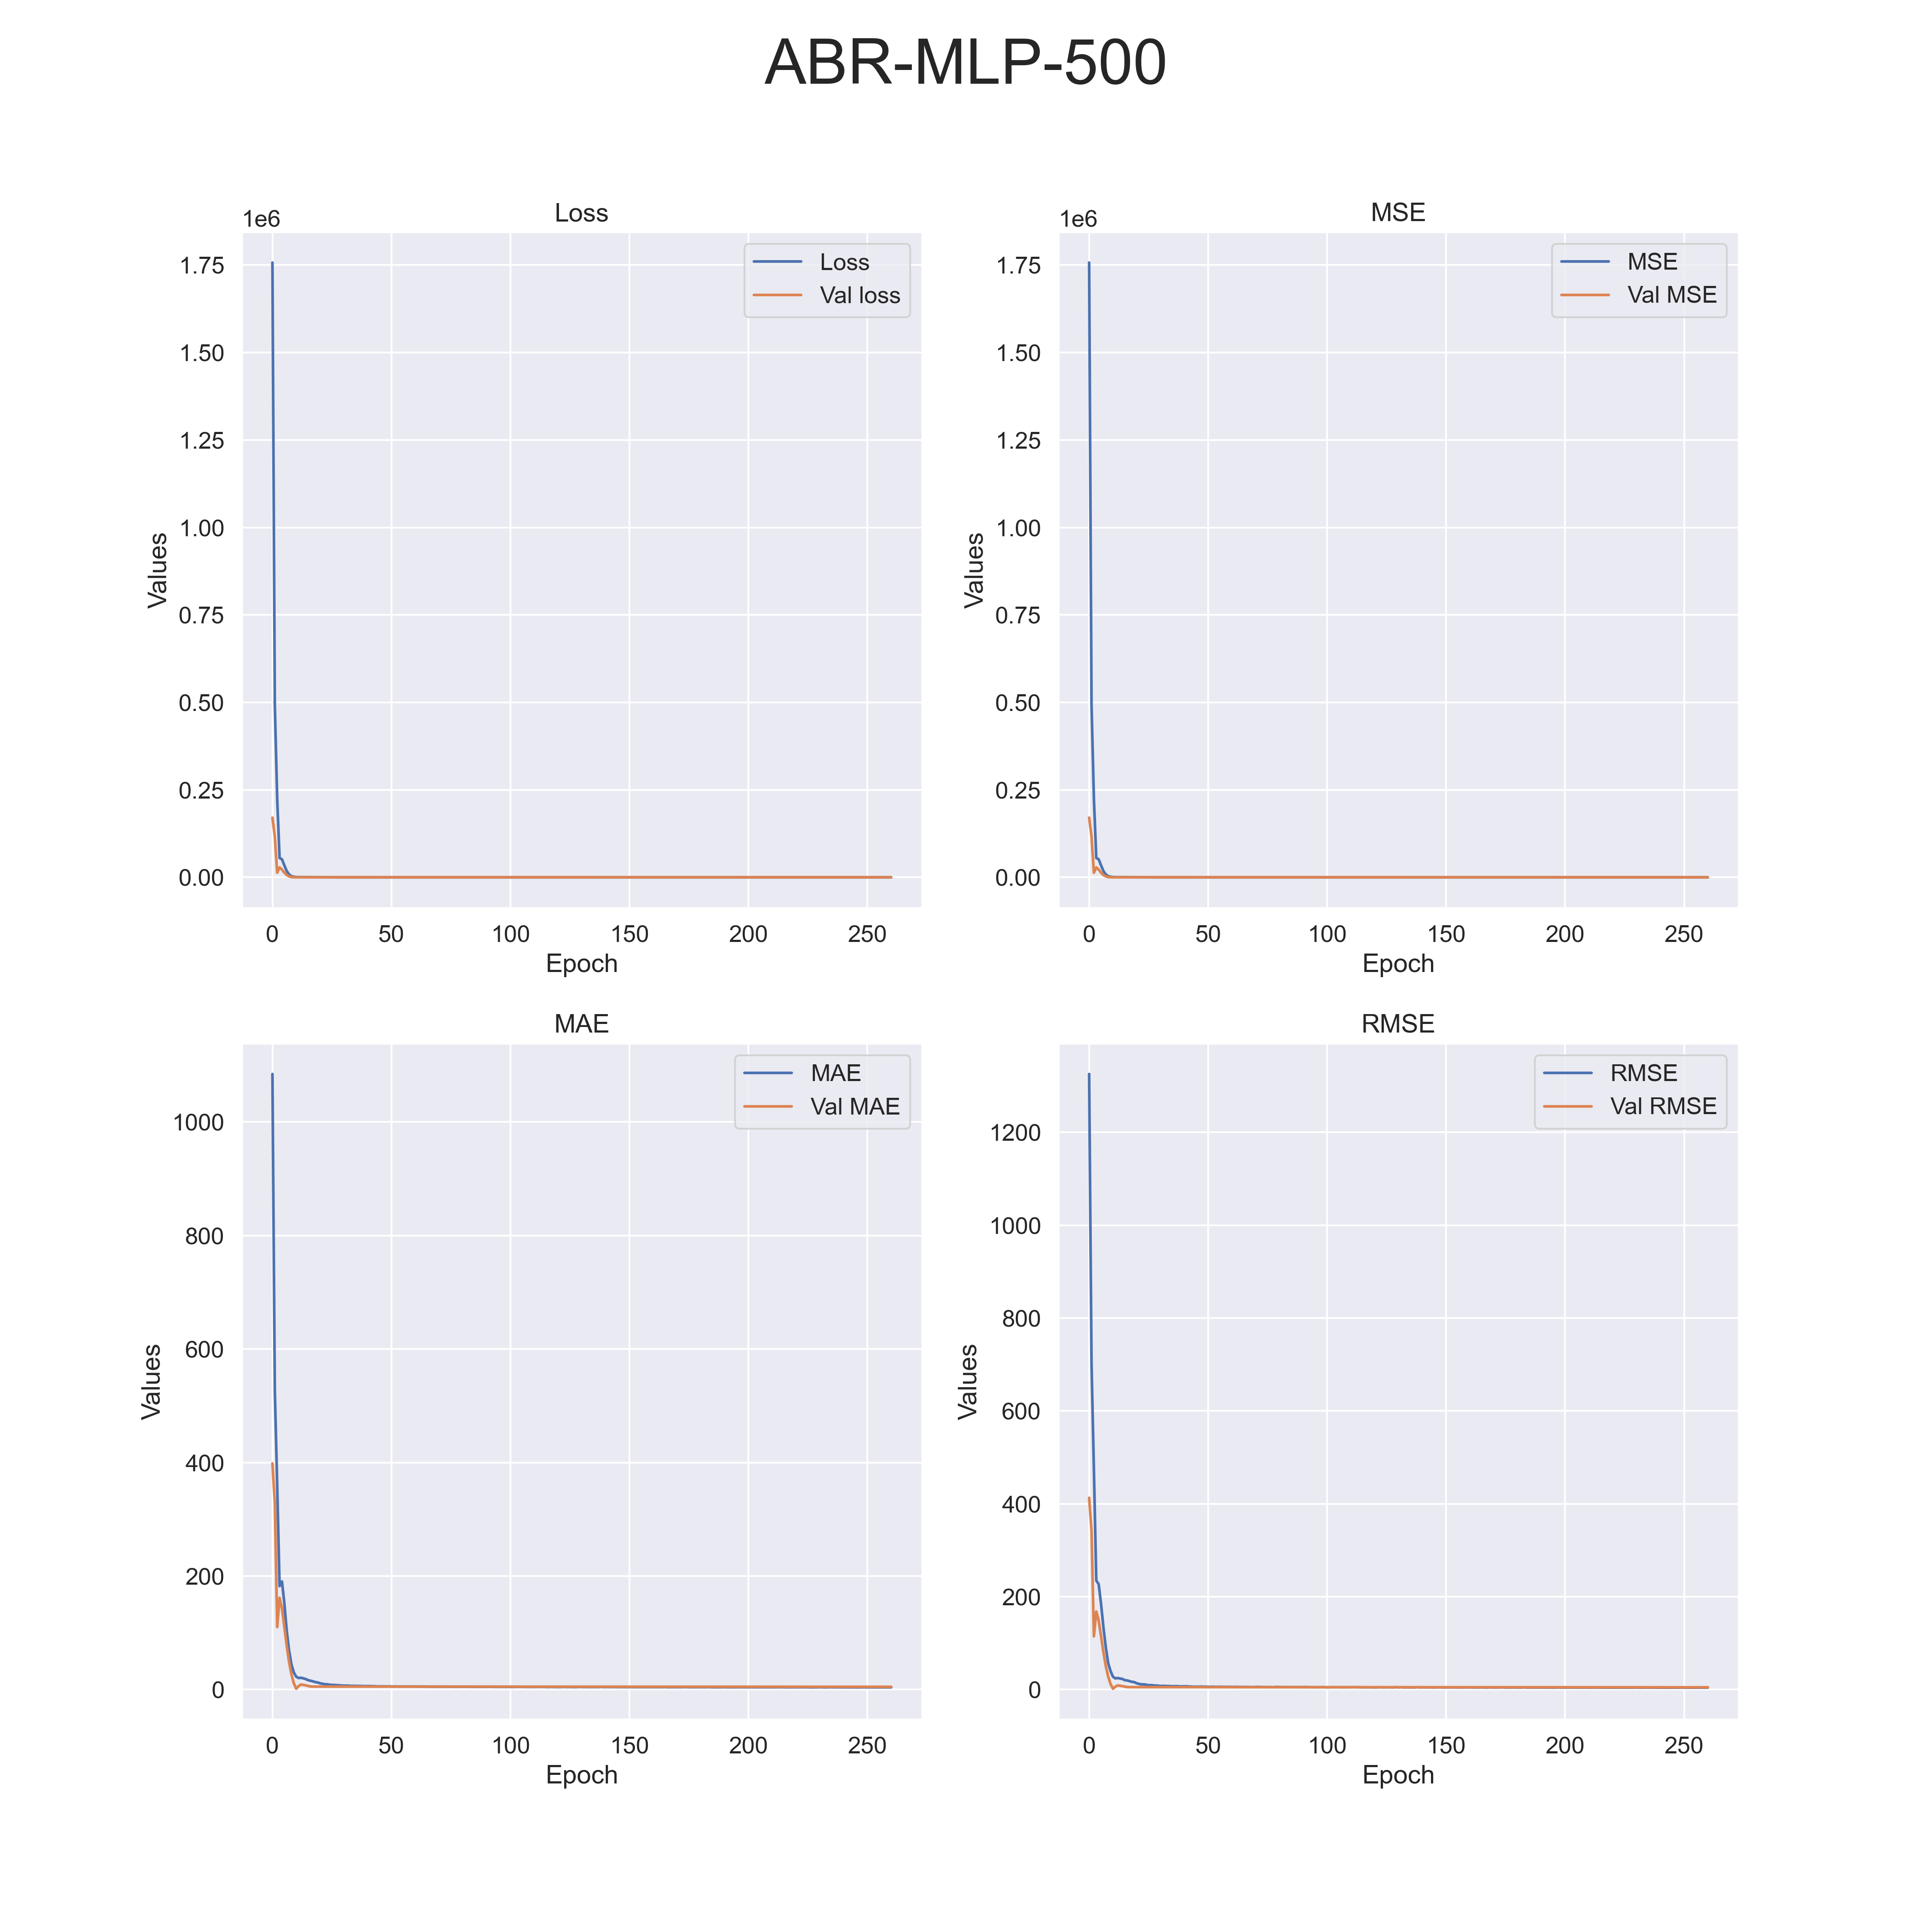 ABR-MLP-500
Loss
1e6
1.75
1.50
1.25
1.00
0.75
0.50
0.25
0.00
Values
0 50 100 150 200 250
Epoch
Loss
Val loss
MSE
1e6
1.75
1.50
1.25
1.00
0.75
0.50
0.25
0.00
Values
0 50 100 150 200 250
Epoch
MSE
Val MSE
MAE
1000
800
600
400
200
0
Values
0 50 100 150 200 250
Epoch
MAE
Val MAE
RMSE
1200
1000
800
600
400
200
0
Values
0 50 100 150 200 250
Epoch
RMSE
Val RMSE